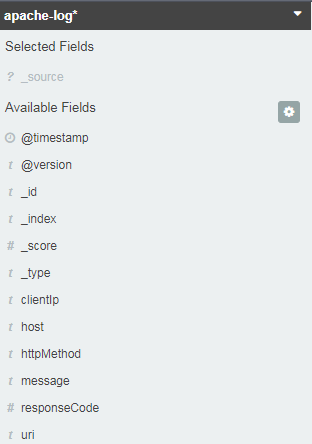 apache-log*
Selected Fields
? _source
Available Fields
@timestamp
t @version
t _id
t _index
# _score
t _type
t clientIp
t host
t httpMethod
t message
# responseCode
t uri